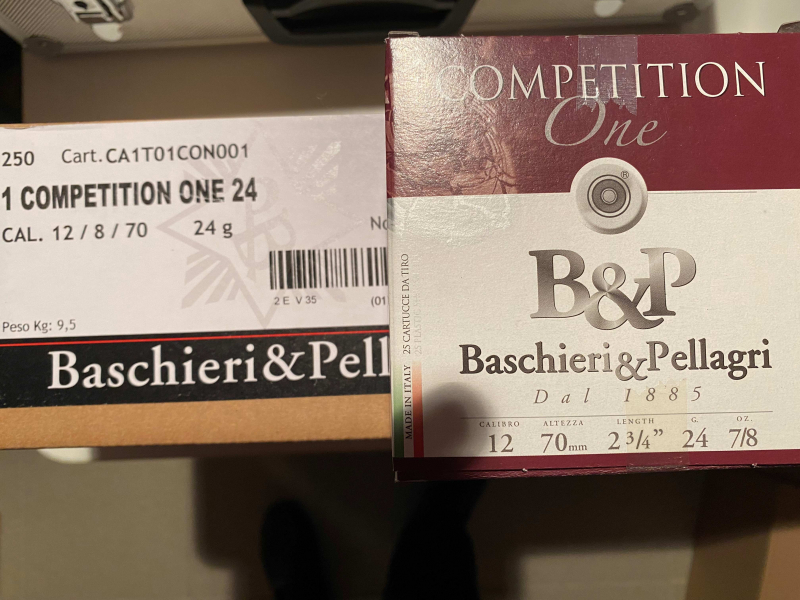 250 Cart. CA1T01CON001
1 COMPETITION ONE 24
CAL. 12 / 8 / 70 24 g
No
2 E V 35 (01
Peso Kg: 9,5
Baschieri&Pell
COMPETITION
One
®
B&P
Baschieri&Pellagri
Dal 1885
CALIBRO ALTEZZA LENGTH G. OZ.
12 70mm 2 3/4” 24 7/8
MADE IN ITALY 25 CARTUCCE DA TIRO